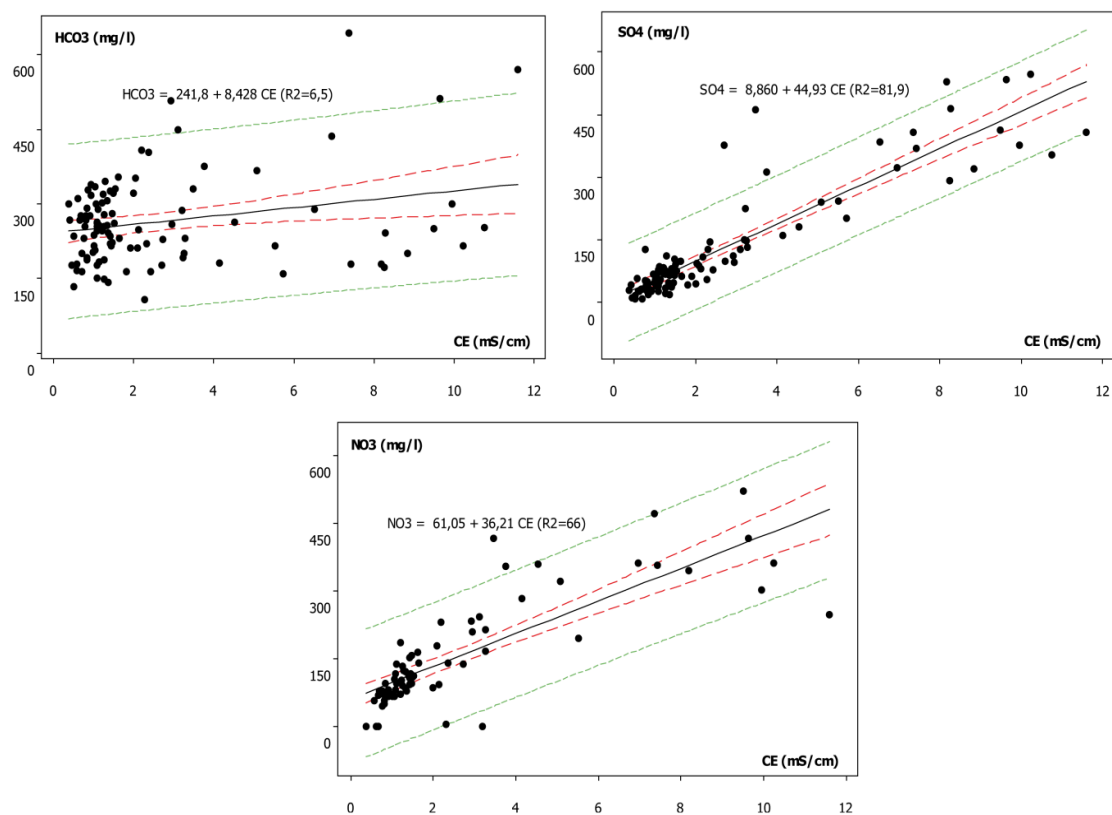 HCO3 (mg/l)
HCO3 = 241,8 + 8,428 CE (R2=6,5)
600
450
300
150
0
CE (mS/cm)
0 2 4 6 8 10 12
SO4 (mg/l)
SO4 = 8,860 + 44,93 CE (R2=81,9)
600
450
300
150
0
CE (mS/cm)
0 2 4 6 8 10 12
NO3 (mg/l)
600
NO3 = 61,05 + 36,21 CE (R2=66)
450
300
150
0
CE (mS/cm)
0 2 4 6 8 10 12